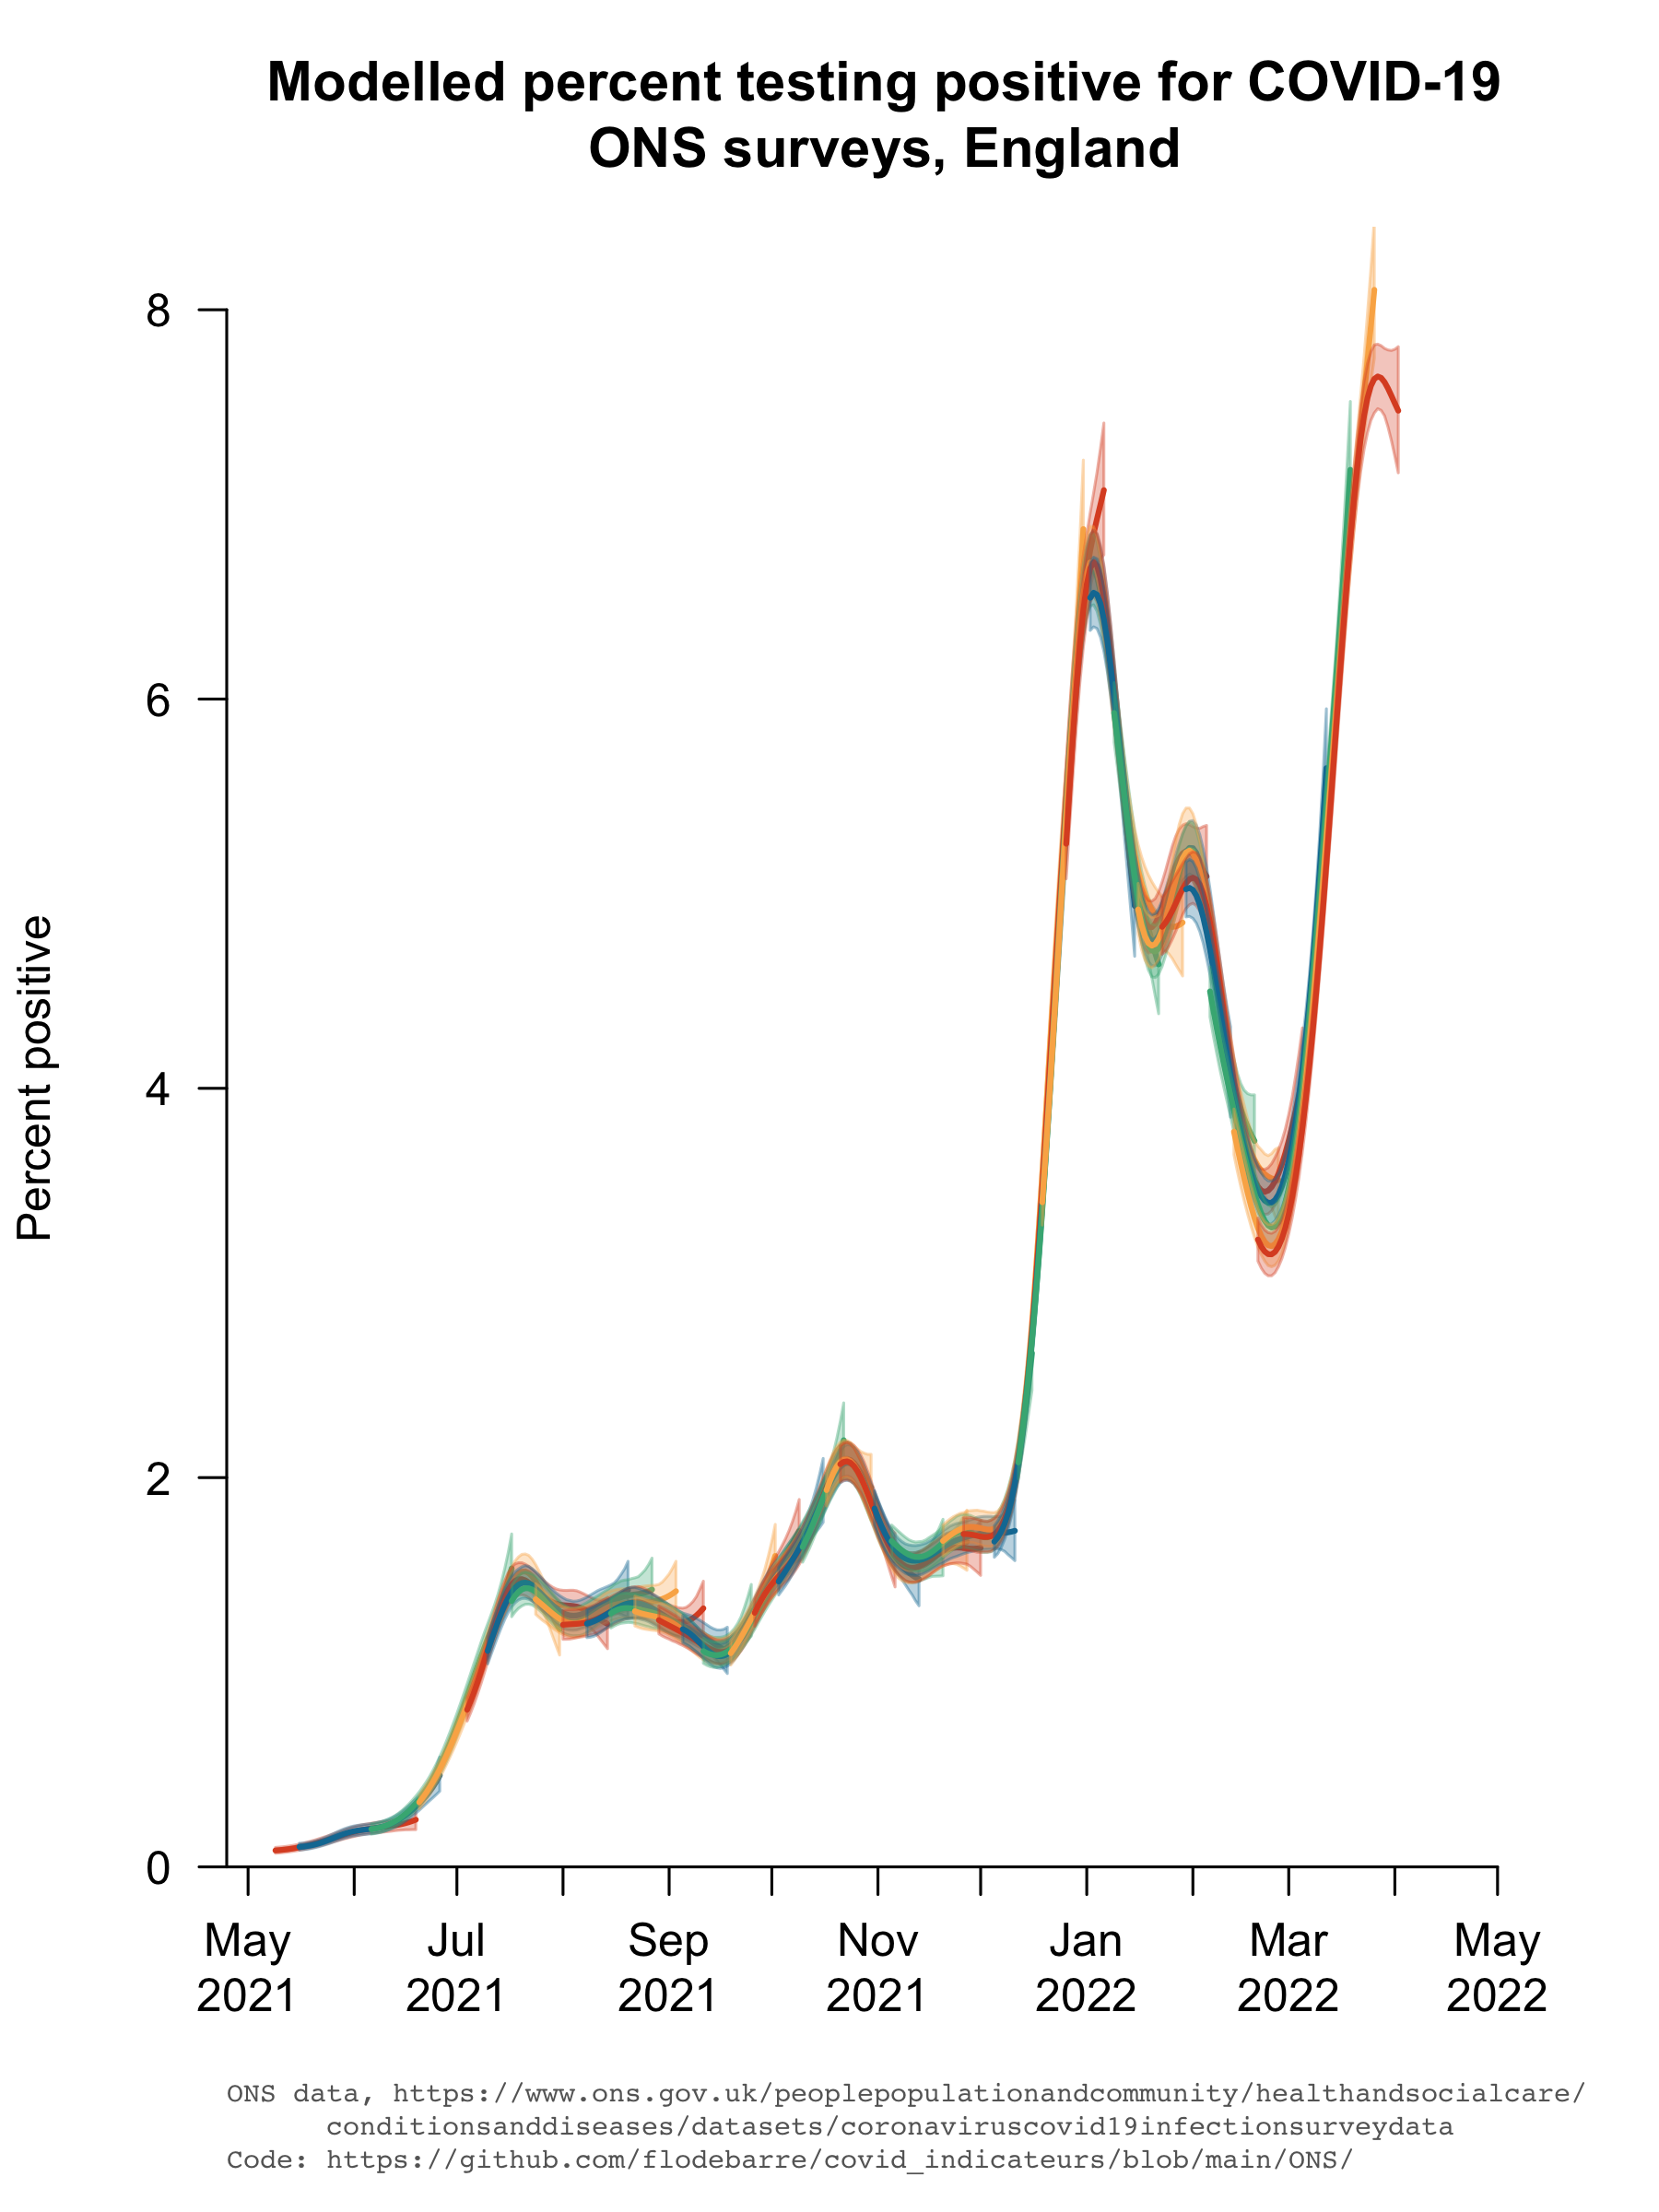 Modelled percent testing positive for COVID-19
ONS surveys, England
Percent positive
8
6
4
2
0
May
2021
Jul
2021
Sep
2021
Nov
2021
Jan
2022
Mar
2022
May
2022
ONS data, https://www.ons.gov.uk/peoplepopulationandcommunity/healthandsocialcare/
conditionsanddiseases/datasets/coronaviruscovid19infectionsurveydata
Code: https://github.com/flodebarre/covid_indicateurs/blob/main/ONS/